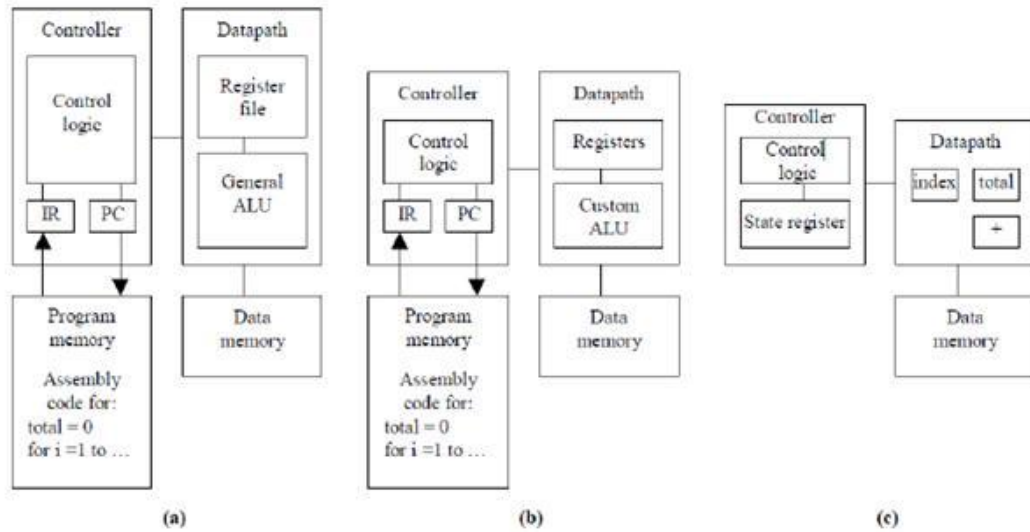 Controller
Control
logic
IR
PC
Program
memory
Assembly
code for:
total = 0
for i =1 to …
Datapath
Register
file
General
ALU
Data
memory
(a)
Controller
Control
logic
IR
PC
Program
memory
Assembly
code for:
total = 0
for i =1 to …
Datapath
Registers
Custom
ALU
Data
memory
(b)
Controller
Control
logic
State register
Datapath
index
total
+
Data
memory
(c)